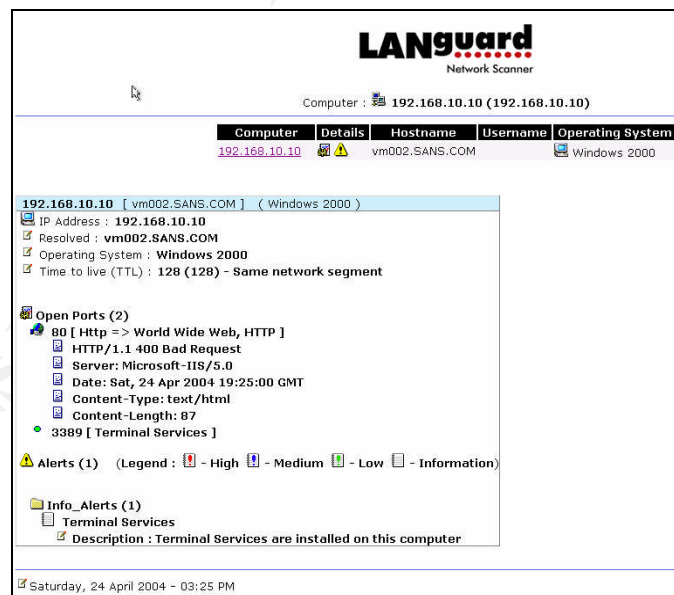 LANguard
Network Scanner
Computer : 192.168.10.10 (192.168.10.10)
Computer Details Hostname Username Operating System
192.168.10.10 vm002.SANS.COM Windows 2000
192.168.10.10 [ vm002.SANS.COM ] ( Windows 2000 )
IP Address : 192.168.10.10
Resolved : vm002.SANS.COM
Operating System : Windows 2000
Time to live (TTL) : 128 (128) - Same network segment
Open Ports (2)
80 [ Http => World Wide Web, HTTP ]
HTTP/1.1 400 Bad Request
Server: Microsoft-IIS/5.0
Date: Sat, 24 Apr 2004 19:25:00 GMT
Content-Type: text/html
Content-Length: 87
3389 [ Terminal Services ]
Alerts (1) (Legend : - High - Medium - Low - Information)
Info_Alerts (1)
Terminal Services
Description : Terminal Services are installed on this computer
Saturday, 24 April 2004 - 03:25 PM